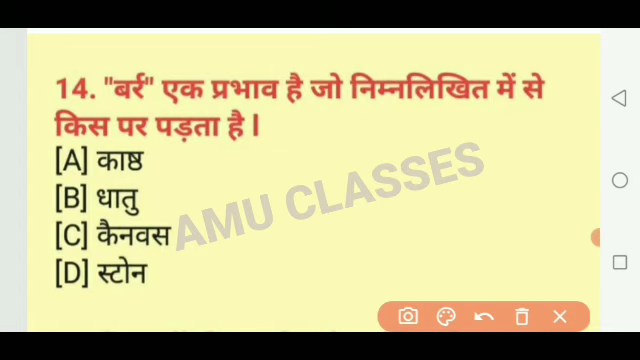 14. "बर्र" एक प्रभाव है जो निम्नलिखित में से
किस पर पड़ता है l
[A] काष्ठ
[B] धातु
[C] कैनवस
[D] स्टोन
AMU CLASSES